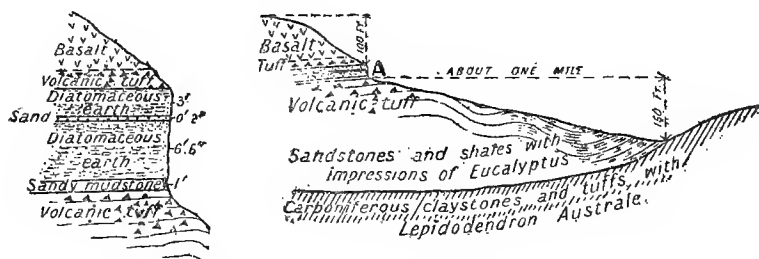 Basalt
Volcanic tuff
Diatomaceous
earth
3'
Sand
0' 2"
Diatomaceous
earth
6' 6"
Sandy mudstone
1'
Volcanic tuff
Basalt
Tuff
100 Ft.
A
ABOUT ONE MILE
150 Ft.
Volcanic tuff
Sandstones and shales with
impressions of Eucalyptus
Carboniferous claystones and tuffs with
Lepidodendron Australe.